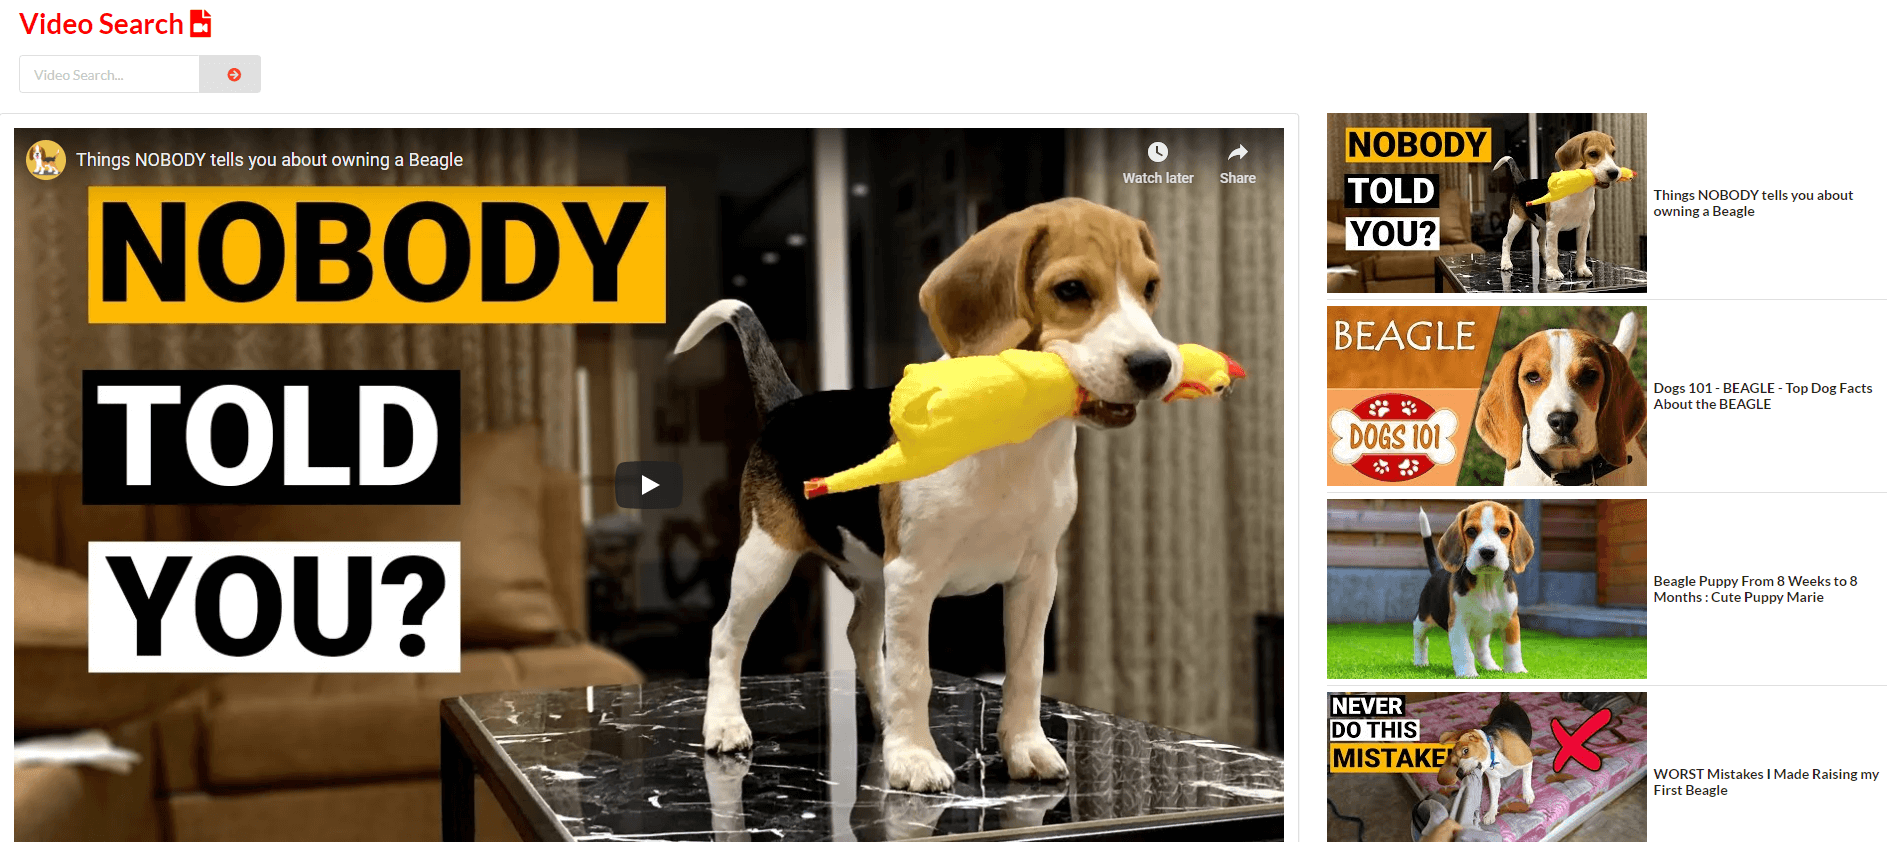 Video Search
Video Search...
Things NOBODY tells you about owning a Beagle
Watch later
Share
NOBODY
TOLD
YOU?
NOBODY
TOLD
YOU?
Things NOBODY tells you about
owning a Beagle
BEAGLE
DOGS 101
Dogs 101 - BEAGLE - Top Dog Facts
About the BEAGLE
Beagle Puppy From 8 Weeks to 8
Months : Cute Puppy Marie
NEVER
DO THIS
MISTAKE!
WORST Mistakes I Made Raising my
First Beagle